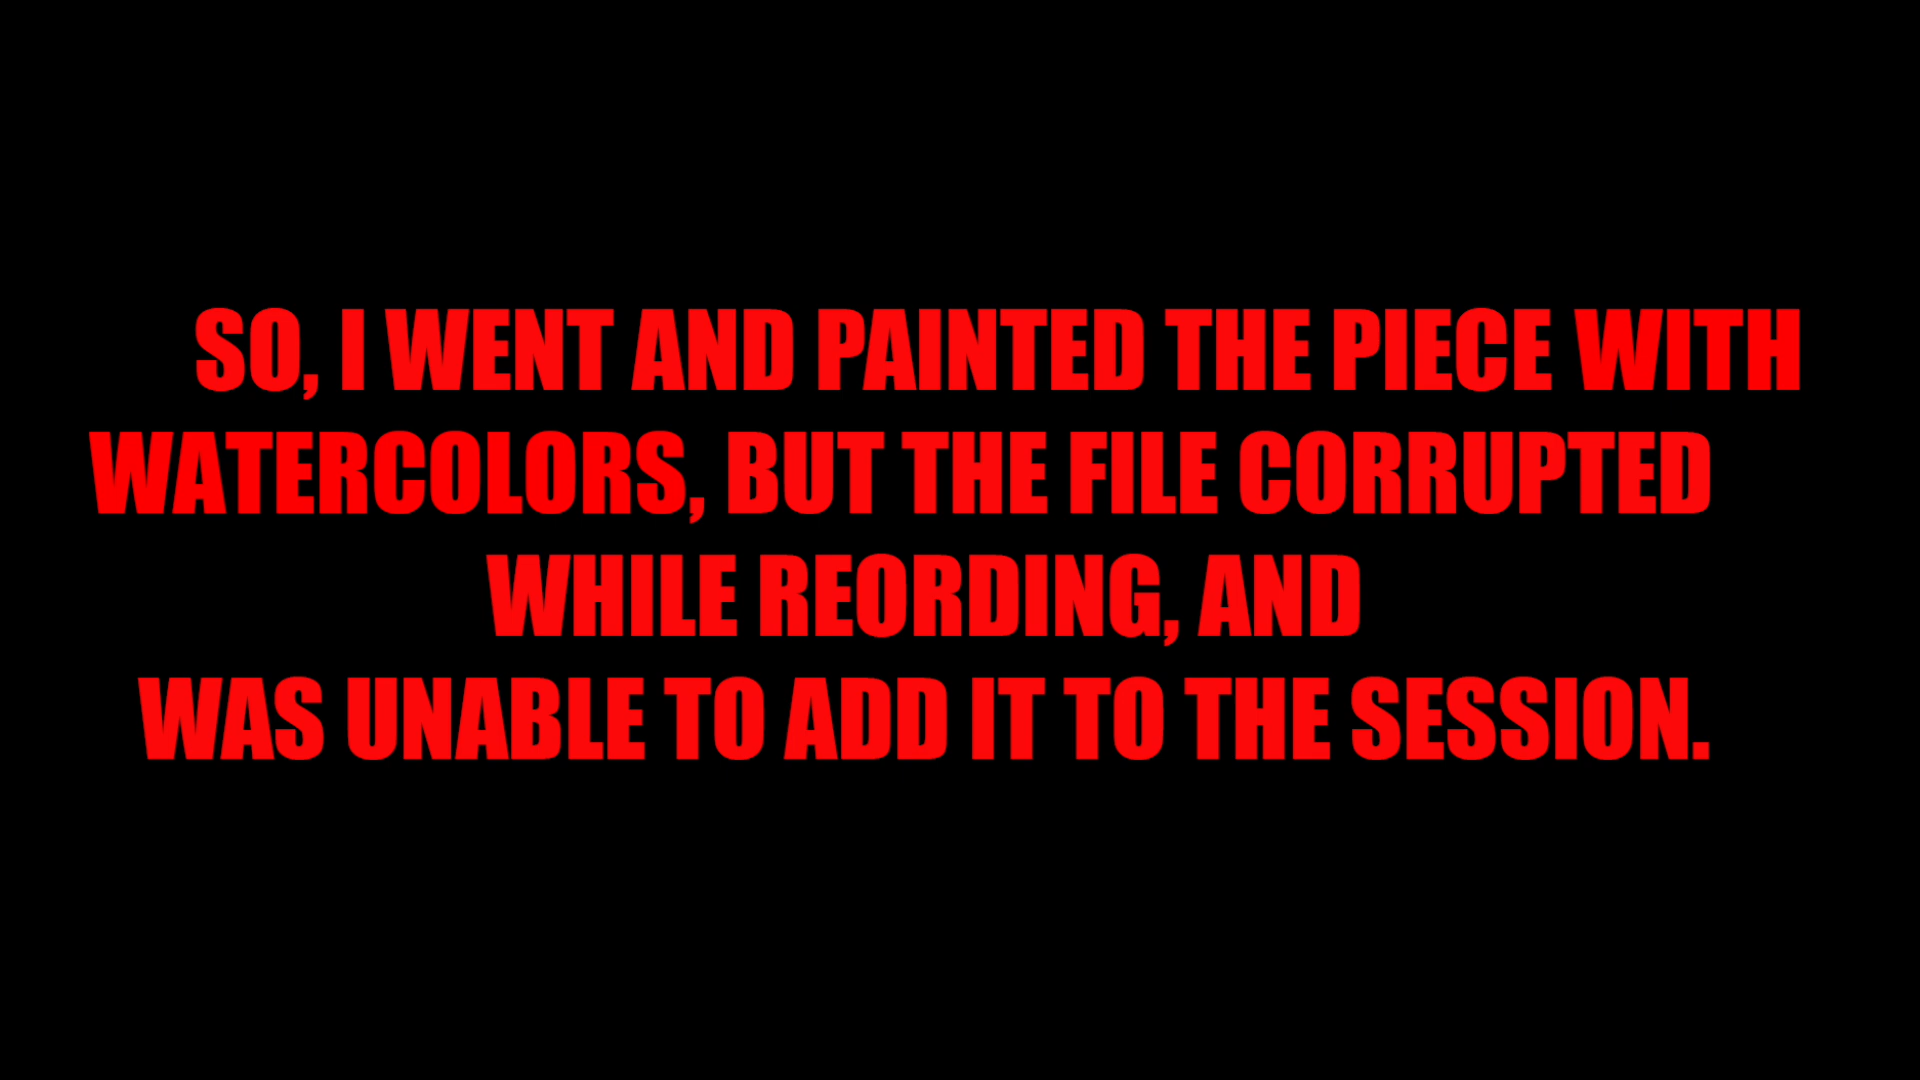 SO, I WENT AND PAINTED THE PIECE WITH
WATERCOLORS, BUT THE FILE CORRUPTED
WHILE REORDING, AND
WAS UNABLE TO ADD IT TO THE SESSION.